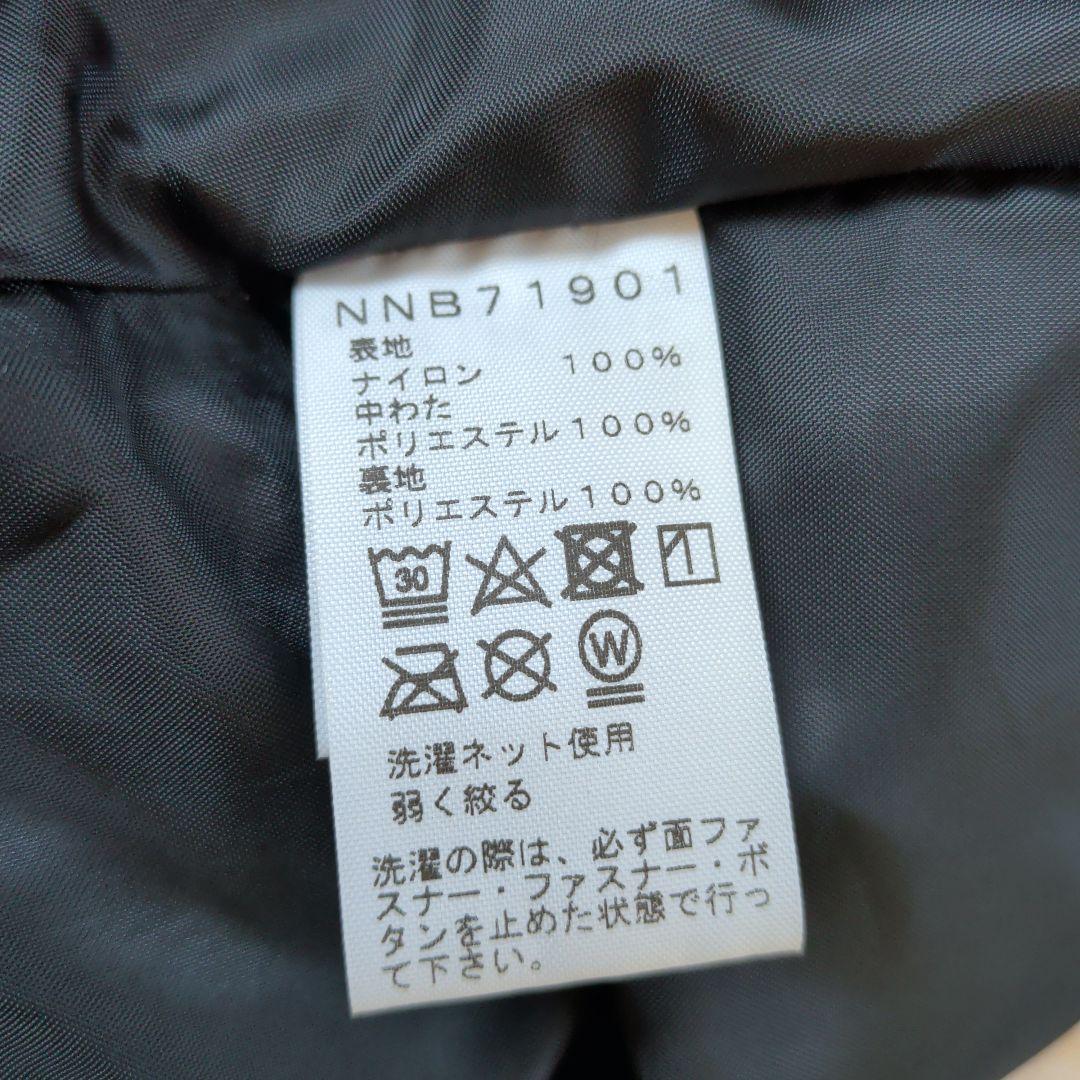 NNB71901
表地
ナイロン 100%
中わた
ポリエステル100%
裏地
ポリエステル100%
30
W
洗濯ネット使用
弱く絞る
洗濯の際は、必ず面ファ
スナー・ファスナー・ボ
タンを止めた状態で行っ
て下さい。